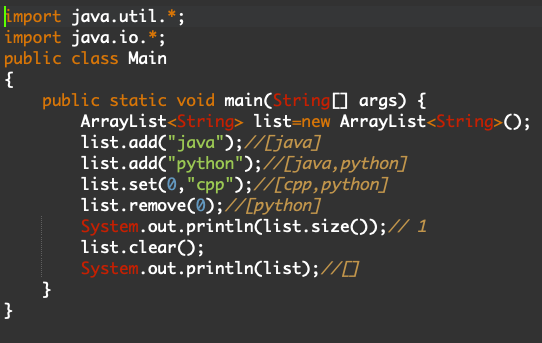 import java.util.*;
import java.io.*;
public class Main
{
    public static void main(String[] args) {
        ArrayList<String> list=new ArrayList<String>();
        list.add("java");//[java]
        list.add("python");//[java,python]
        list.set(0,"cpp");//[cpp,python]
        list.remove(0);//[python]
        System.out.println(list.size());// 1
        list.clear();
        System.out.println(list);//[]
    }
}